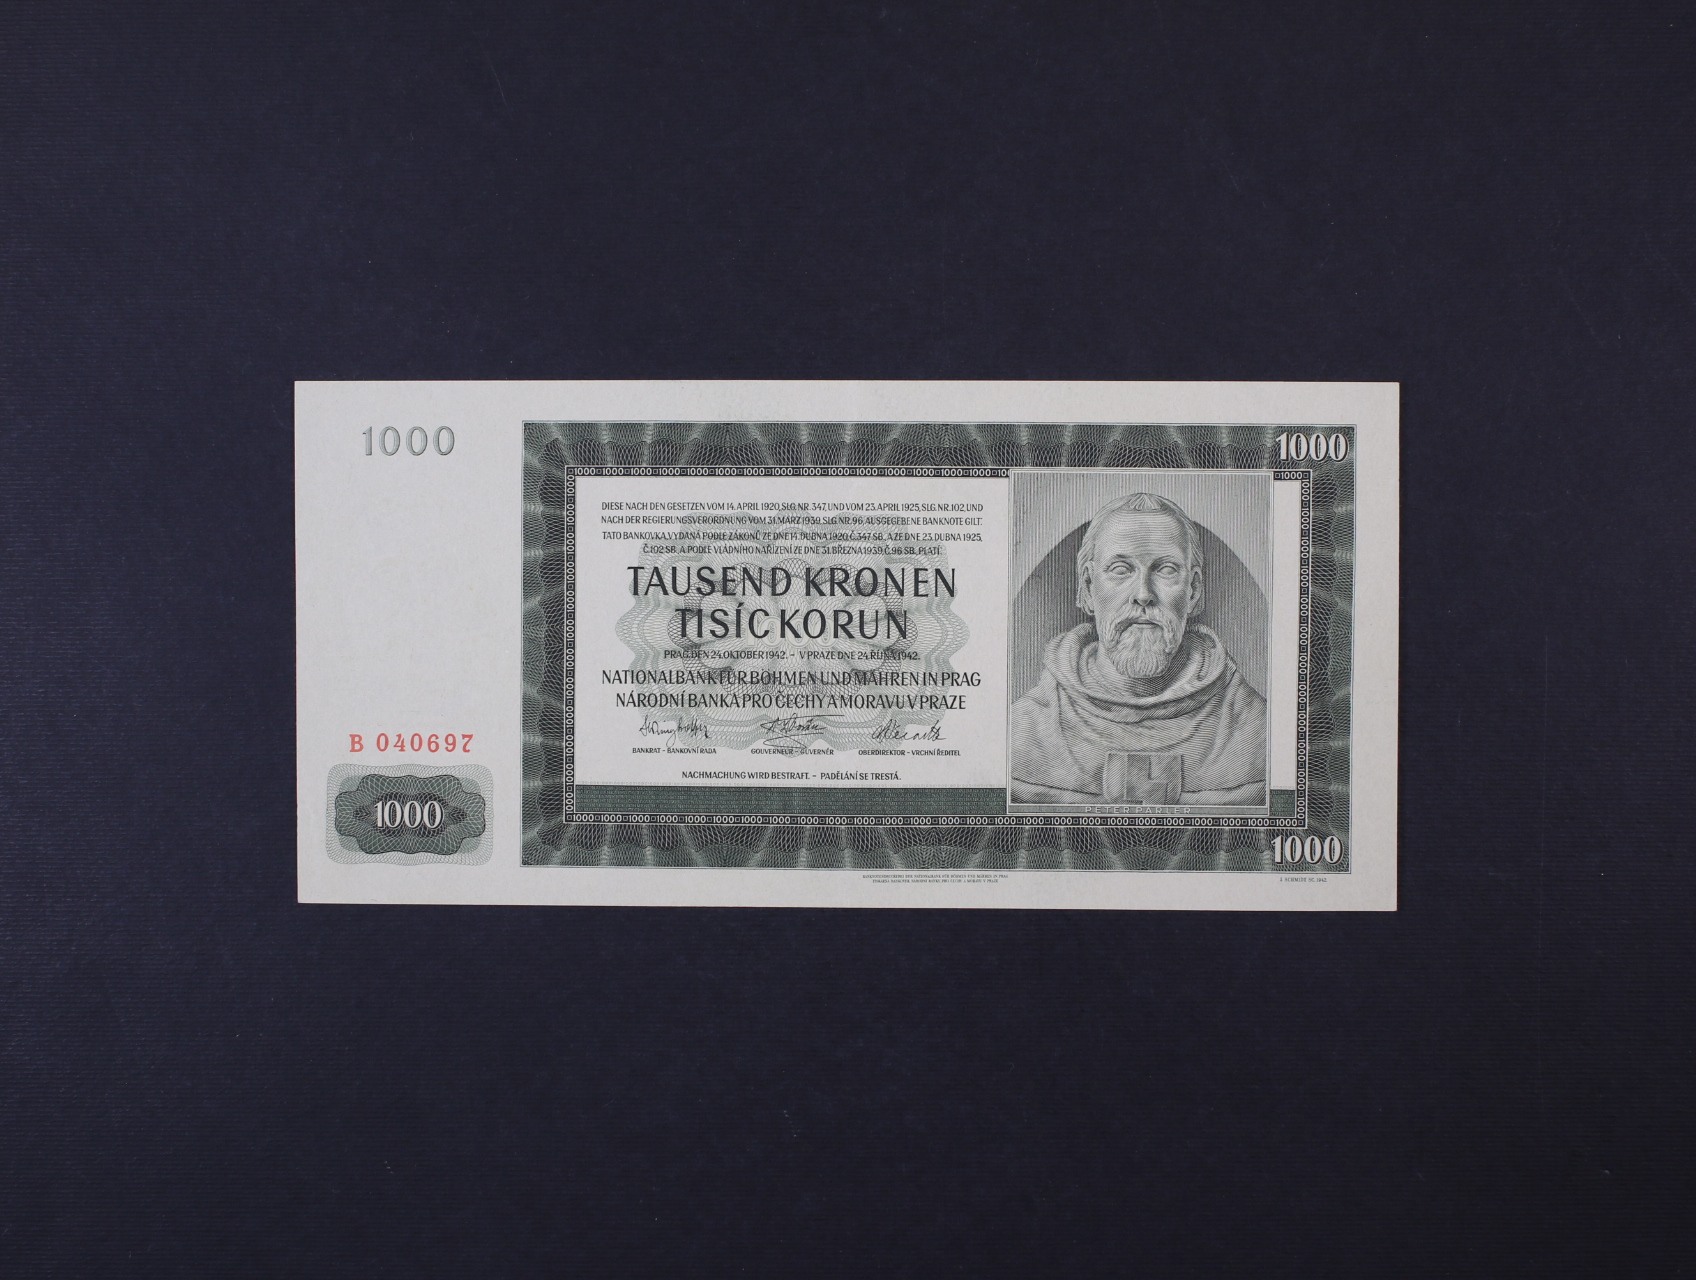 1000
1000
DIESE NACH DEN GESETZEN VOM 14. APRIL 1920, SLG. NR. 347, UND VOM 23. APRIL 1925, SLG. NR. 102, UND
NACH DER REGIERUNGSVERORDNUNG VOM 31. MÄRZ 1939, SLG. NR. 96, AUSGEGEBENE BANKNOTE GILT:
TATO BANKOVKA, VYDANÁ PODLE ZÁKONŮ ZE DNE 14. DUBNA 1920, Č. 347 SB., A ZE DNE 23. DUBNA 1925,
Č. 102 SB. A PODLE VLÁDNÍHO NAŘÍZENÍ ZE DNE 31. BŘEZNA 1939, Č. 96 SB., PLATÍ:
TAUSEND KRONEN
TISÍC KORUN
PRAG, DEN 24. OKTOBER 1942. – V PRAZE DNE 24. ŘÍJNA 1942.
NATIONALBANK FÜR BÖHMEN UND MÄHREN IN PRAG
NÁRODNÍ BANKA PRO ČECHY A MORAVU V PRAZE
BANKRAT – BANKOVNÍ RADA GOUVERNEUR – GUVERNÉR OBERDIREKTOR – VRCHNÍ ŘEDITEL
NACHMACHUNG WIRD BESTRAFT. – PADĚLÁNÍ SE TRESTÁ.
PETER PARLER
B 040697
1000
1000
J. SCHMIDT SC. 1942.